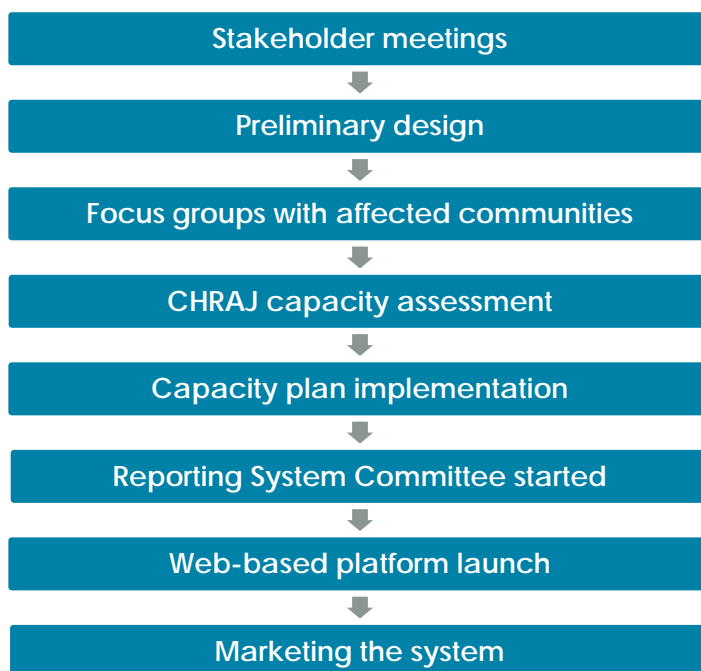 Stakeholder meetings
Preliminary design
Focus groups with affected communities
CHRAJ capacity assessment
Capacity plan implementation
Reporting System Committee started
Web-based platform launch
Marketing the system